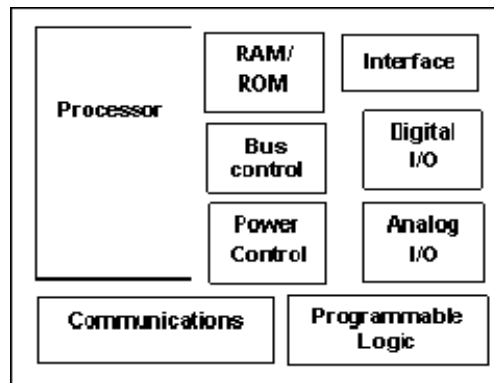 Processor
RAM/
ROM
Interface
Bus
control
Digital
I/O
Power
Control
Analog
I/O
Communications
Programmable
Logic